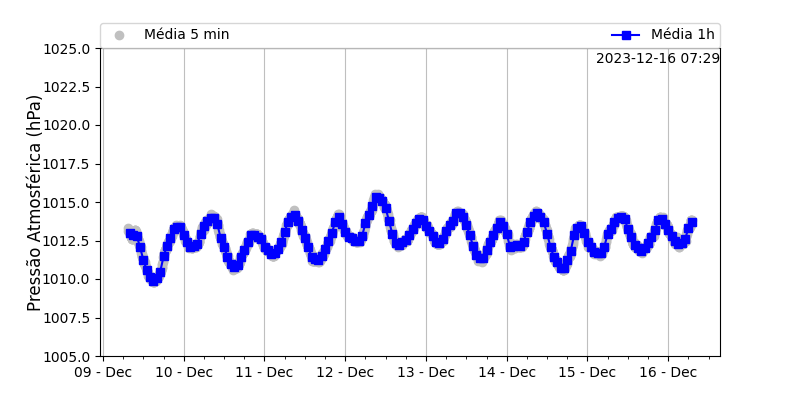 Média 5 min
Média 1h
2023-12-16 07:29
Pressão Atmosférica (hPa)
1025.0
1022.5
1020.0
1017.5
1015.0
1012.5
1010.0
1007.5
1005.0
09 - Dec
10 - Dec
11 - Dec
12 - Dec
13 - Dec
14 - Dec
15 - Dec
16 - Dec